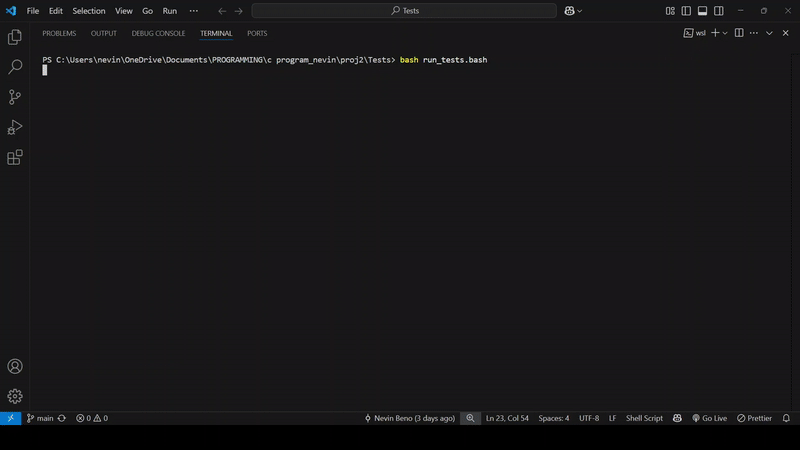 File Edit Selection View Go Run ··· Tests
PROBLEMS OUTPUT DEBUG CONSOLE TERMINAL PORTS wsl
PS C:\Users\nevin\OneDrive\Documents\PROGRAMMING\c program_nevin\proj2\Tests> bash run_tests.bash
main 0 0 Nevin Beno (3 days ago) Ln 23, Col 54 Spaces: 4 UTF-8 LF Shell Script Go Live Prettier